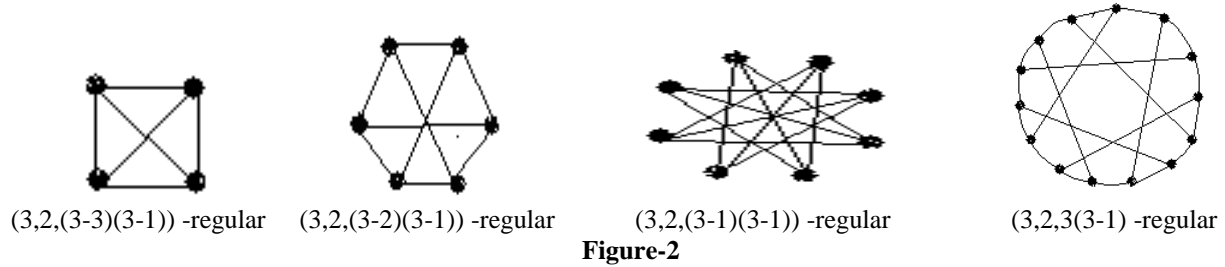 (3,2,(3-3)(3-1)) -regular (3,2,(3-2)(3-1)) -regular (3,2,(3-1)(3-1)) -regular (3,2,3(3-1) -regular
Figure-2